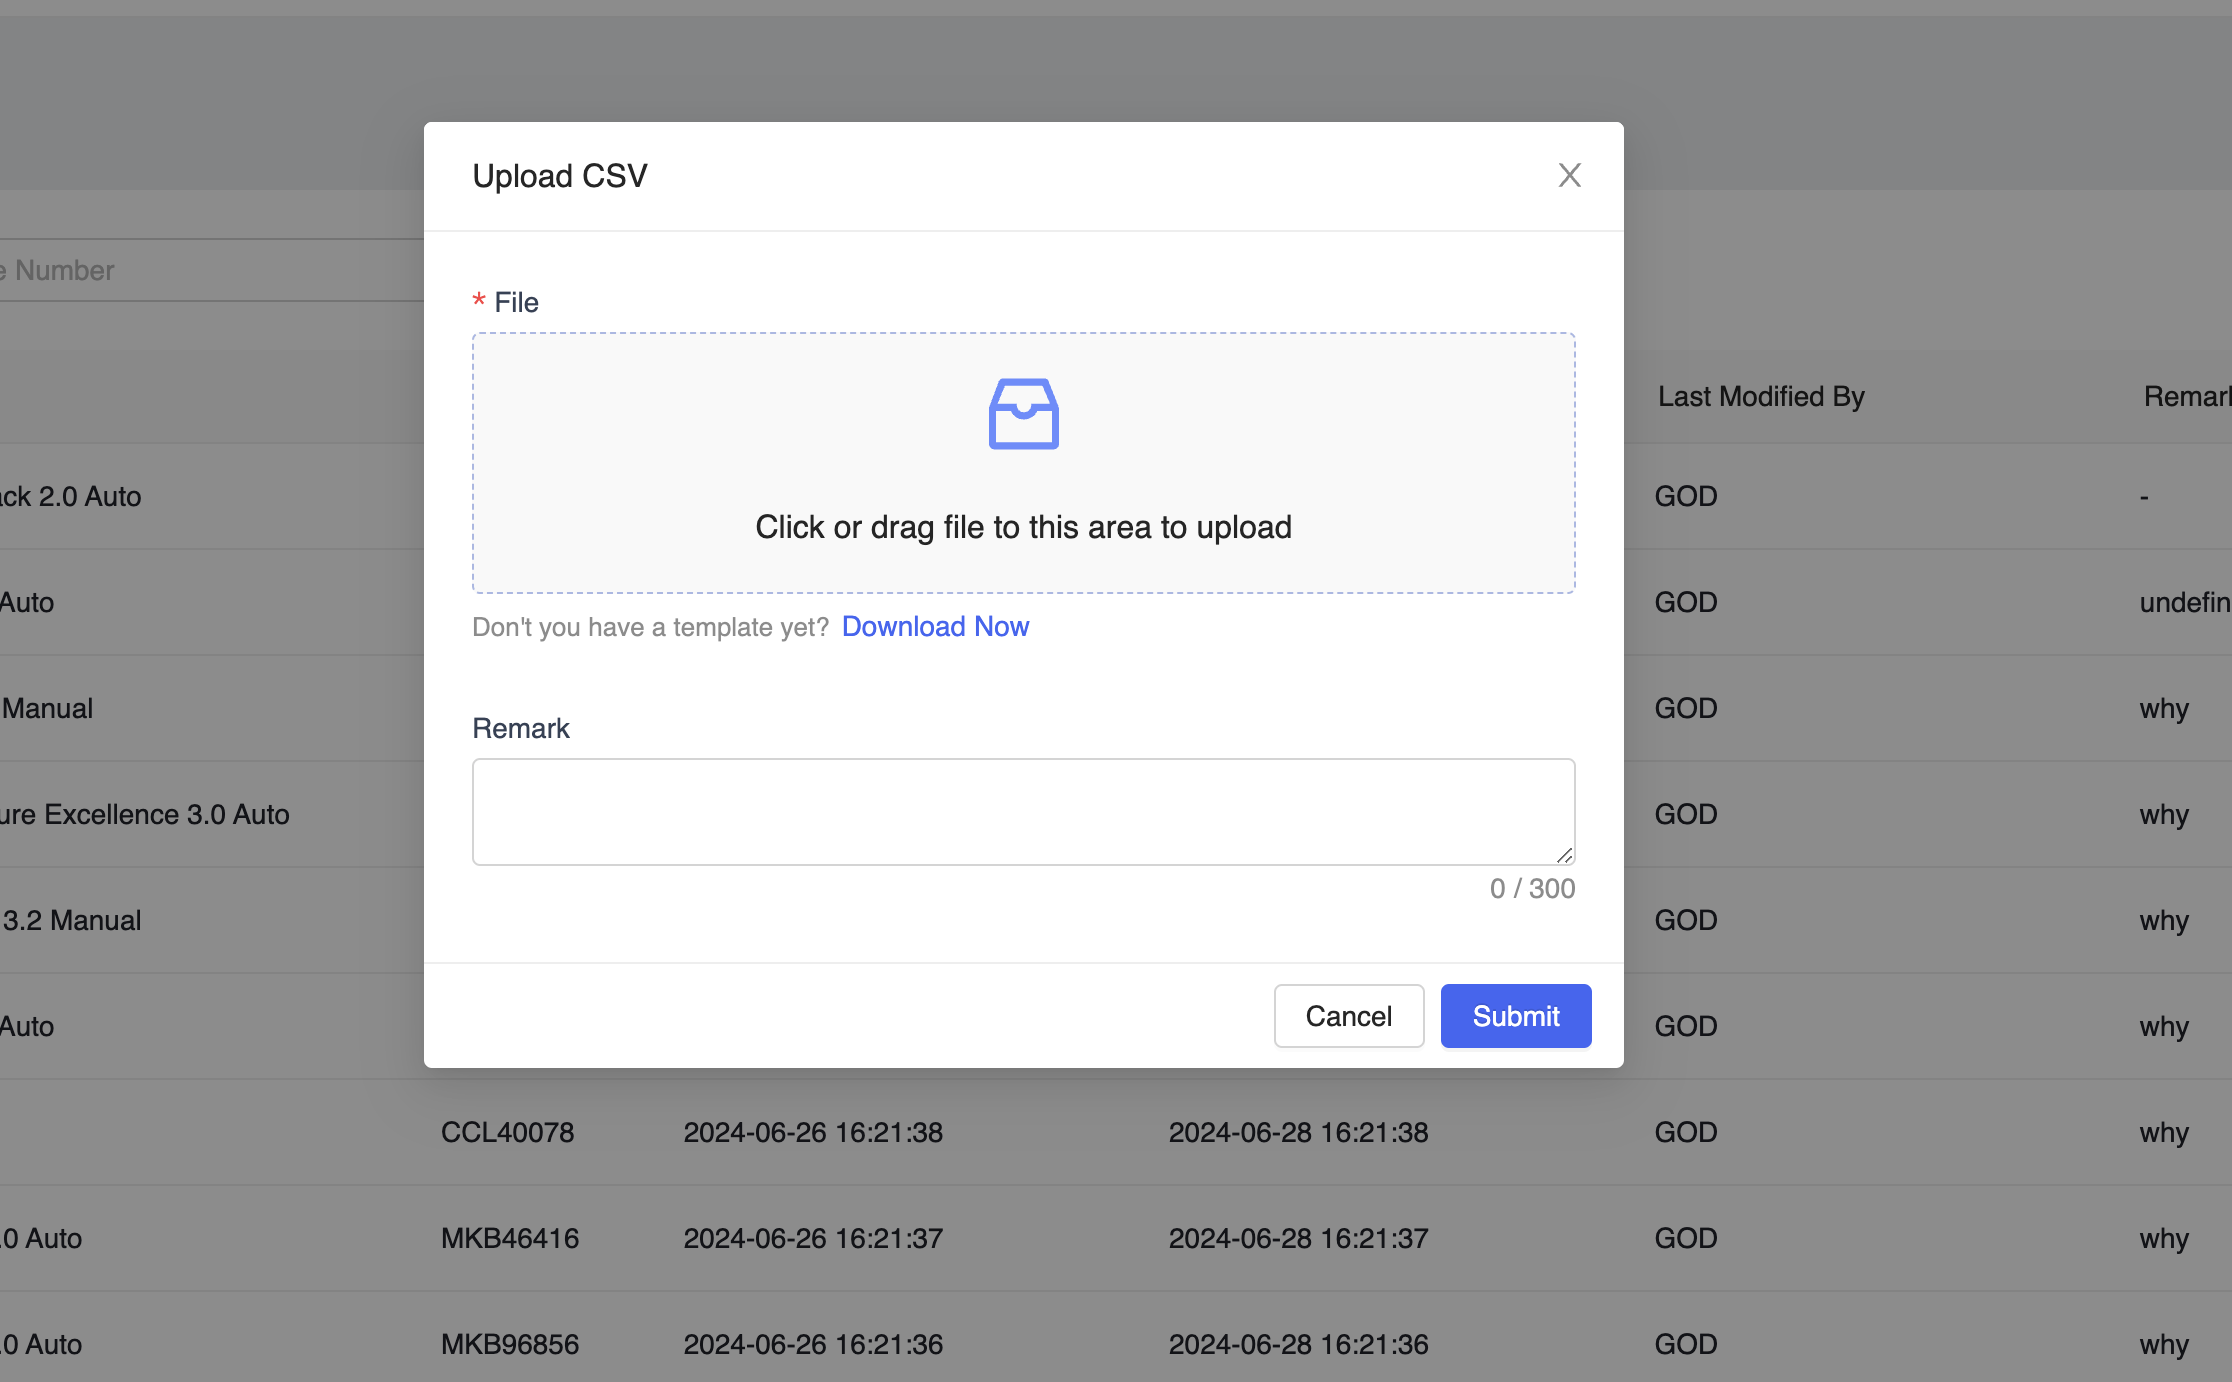 Upload CSV
* File
Click or drag file to this area to upload
Don't you have a template yet? Download Now
Remark
0 / 300
Cancel Submit
Number
Last Modified By
2.0 Auto GOD -
Auto GOD
Manual GOD why
Excellence 3.0 Auto GOD why
3.2 Manual GOD why
Auto GOD why
CCL40078 2024-06-26 16:21:38 2024-06-28 16:21:38 GOD why
.0 Auto MKB46416 2024-06-26 16:21:37 2024-06-28 16:21:37 GOD why
.0 Auto MKB96856 2024-06-26 16:21:36 2024-06-28 16:21:36 GOD why